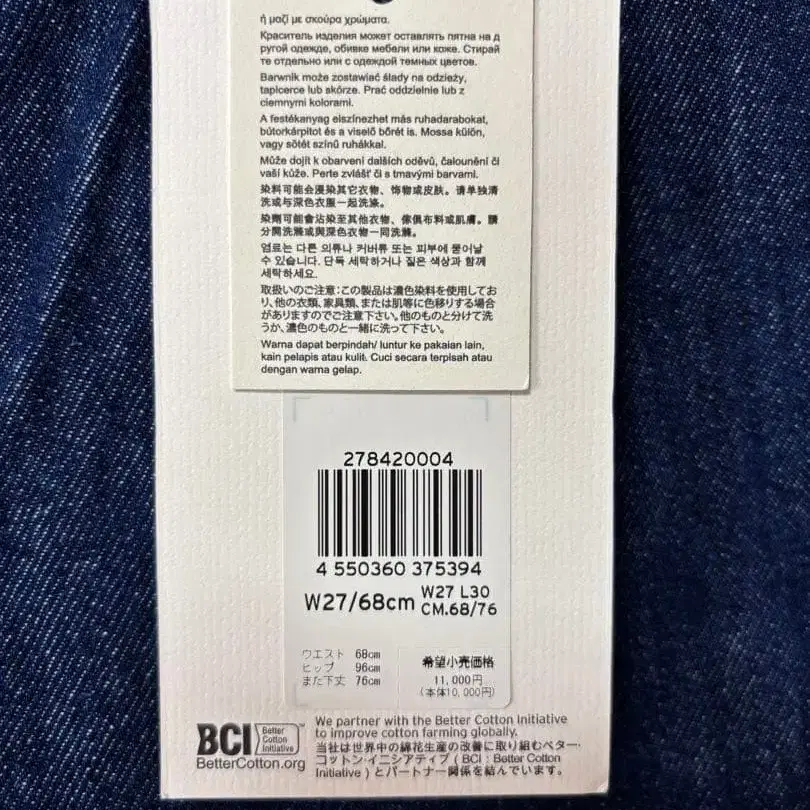 ή μαζί με σκούρα χρώματα.
Краситель изделия может оставлять пятна на д
ругой одежде, обивке мебели или коже. Стирай
те отдельно или с одеждой темных цветов.
Barwnik może zostawiać ślady na odzieży,
tapicerce lub skórze. Prać oddzielnie lub z
ciemnymi kolorami.
A festékanyag elszínezhet más ruhadarabokat,
bútorkárpitot és a viselő bőrét is. Mossa külön,
vagy sötét színű ruhákkal.
Může dojít k obarvení dalších oděvů, čalounění či
vaší kůže. Perte zvlášť či s tmavými barvami.
染料可能会浸染其它衣物、饰物或皮肤。请单独清
洗或与深色衣服一起洗涤。
染劑可能會沾染至其他衣物、傢俱布料或肌膚。請
分開洗滌或與深色衣物一同洗滌。
염료는 다른 의류나 커버류 또는 피부에 묻어날
수 있습니다. 단독 세탁하거나 짙은 색상과 함께
세탁하세요.
取扱いのご注意：この製品は濃色染料を使用してお
り、他の衣類、家具類、または肌等に色移りする場合
がありますのでご注意下さい。他のものと分けて洗
うか、濃色のものと一緒に洗って下さい。
Warna dapat berpindah/ luntur ke pakaian lain,
kain pelapis atau kulit. Cuci secara terpisah atau
dengan warna gelap.
278420004
4 550360 375394
W27/68cm
W27 L30
CM.68/76
ウエスト 68cm
ヒップ 96cm
また下丈 76cm
希望小売価格
11,000円
(本体10,000円)
BCI
Better
Cotton
Initiative
™
BetterCotton.org
We partner with the Better Cotton Initiative
to improve cotton farming globally.
当社は世界中の綿花生産の改善に取り組むベター・
コットン・イニシアティブ（BCI：Better Cotton
Initiative）とパートナー関係を結んでいます。